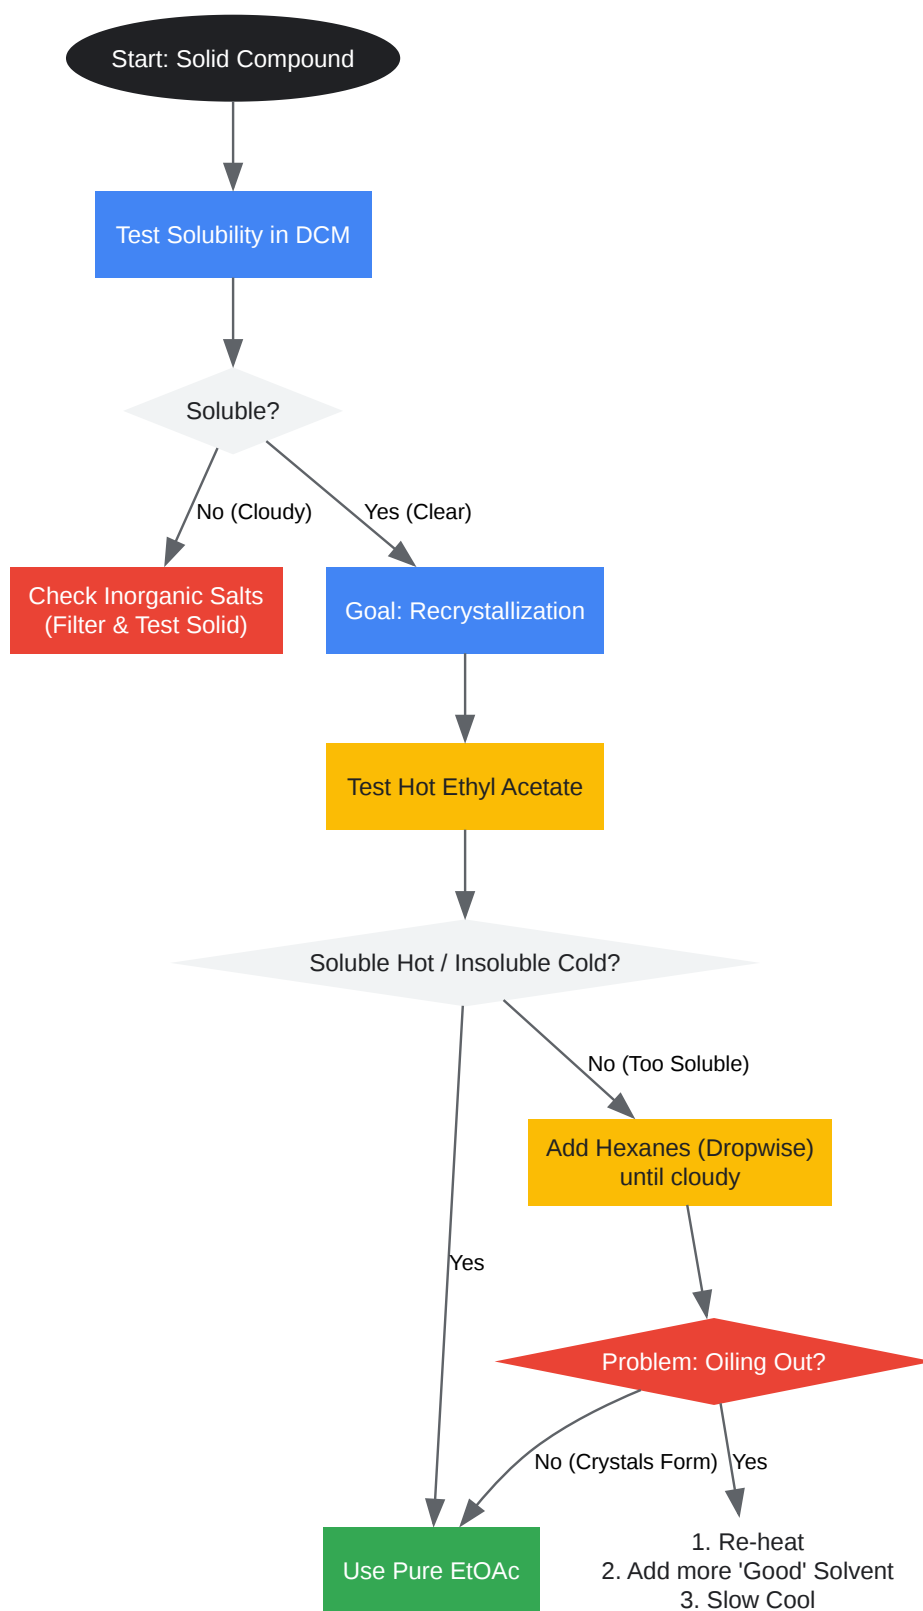 Start: Solid Compound
Test Solubility in DCM
Soluble?
No (Cloudy)
Yes (Clear)
Check Inorganic Salts
(Filter & Test Solid)
Goal: Recrystallization
Test Hot Ethyl Acetate
Soluble Hot / Insoluble Cold?
No (Too Soluble)
Add Hexanes (Dropwise)
until cloudy
Yes
Problem: Oiling Out?
No (Crystals Form)
Yes
Use Pure EtOAc
1. Re-heat
2. Add more 'Good' Solvent
3. Slow Cool